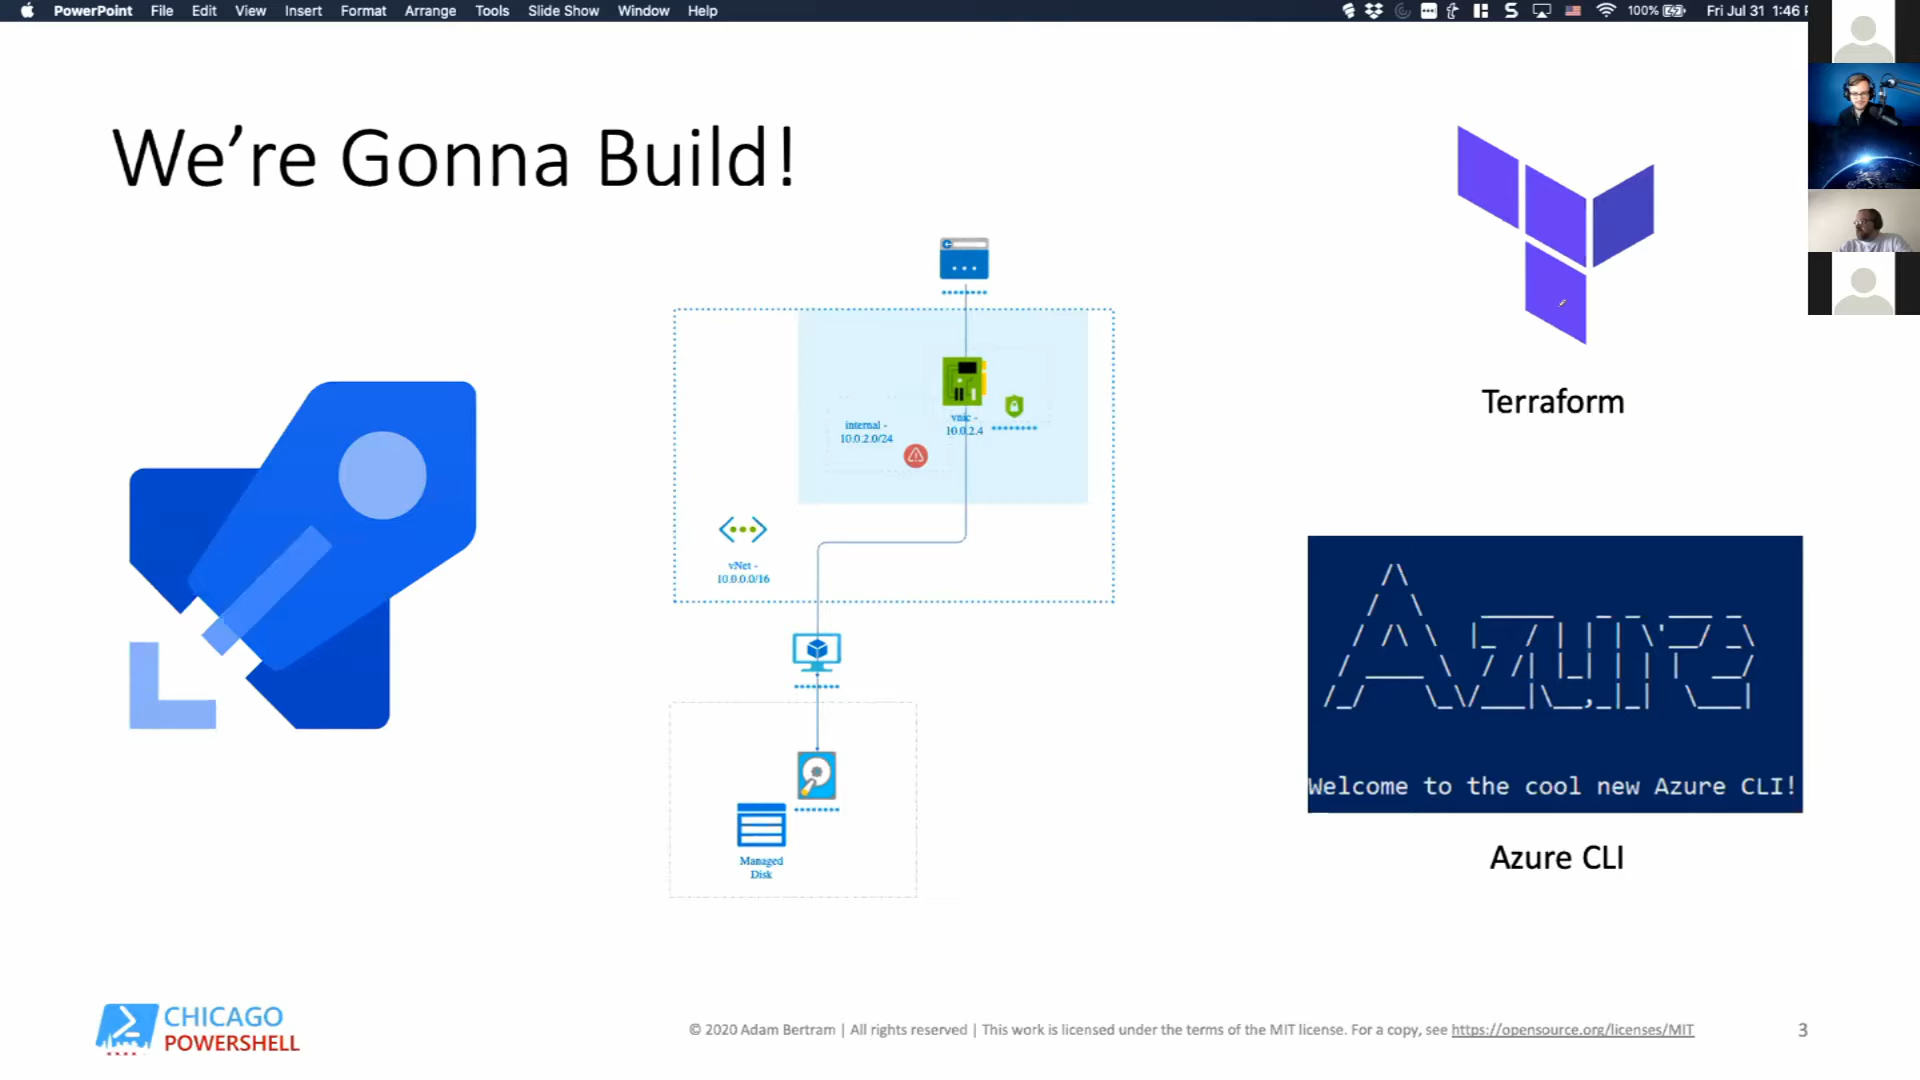 PowerPoint File Edit View Insert Format Arrange Tools Slide Show Window Help 100% Fri Jul 31 1:46
We're Gonna Build!
vnic -
10.0.2.4
internal -
10.0.2.0/24
vNet -
10.0.0.0/16
Managed
Disk
Terraform
Welcome to the cool new Azure CLI!
Azure CLI
CHICAGO
POWERSHELL
© 2020 Adam Bertram | All rights reserved | This work is licensed under the terms of the MIT license. For a copy, see https://opensource.org/licenses/MIT
3